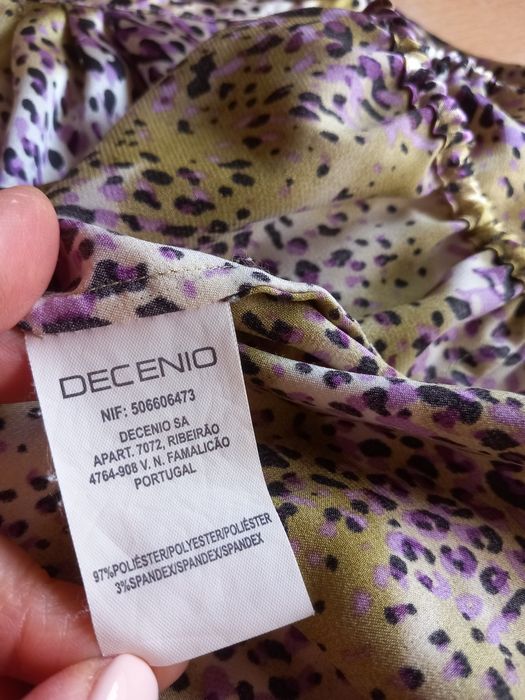 DECENIO
NIF: 506606473
DECENIO SA
APART. 7072, RIBEIRÃO
4764-908 V. N. FAMALICÃO
PORTUGAL
97%POLIÉSTER/POLYESTER/POLIÉSTER
3%SPANDEX/SPANDEX/SPANDEX